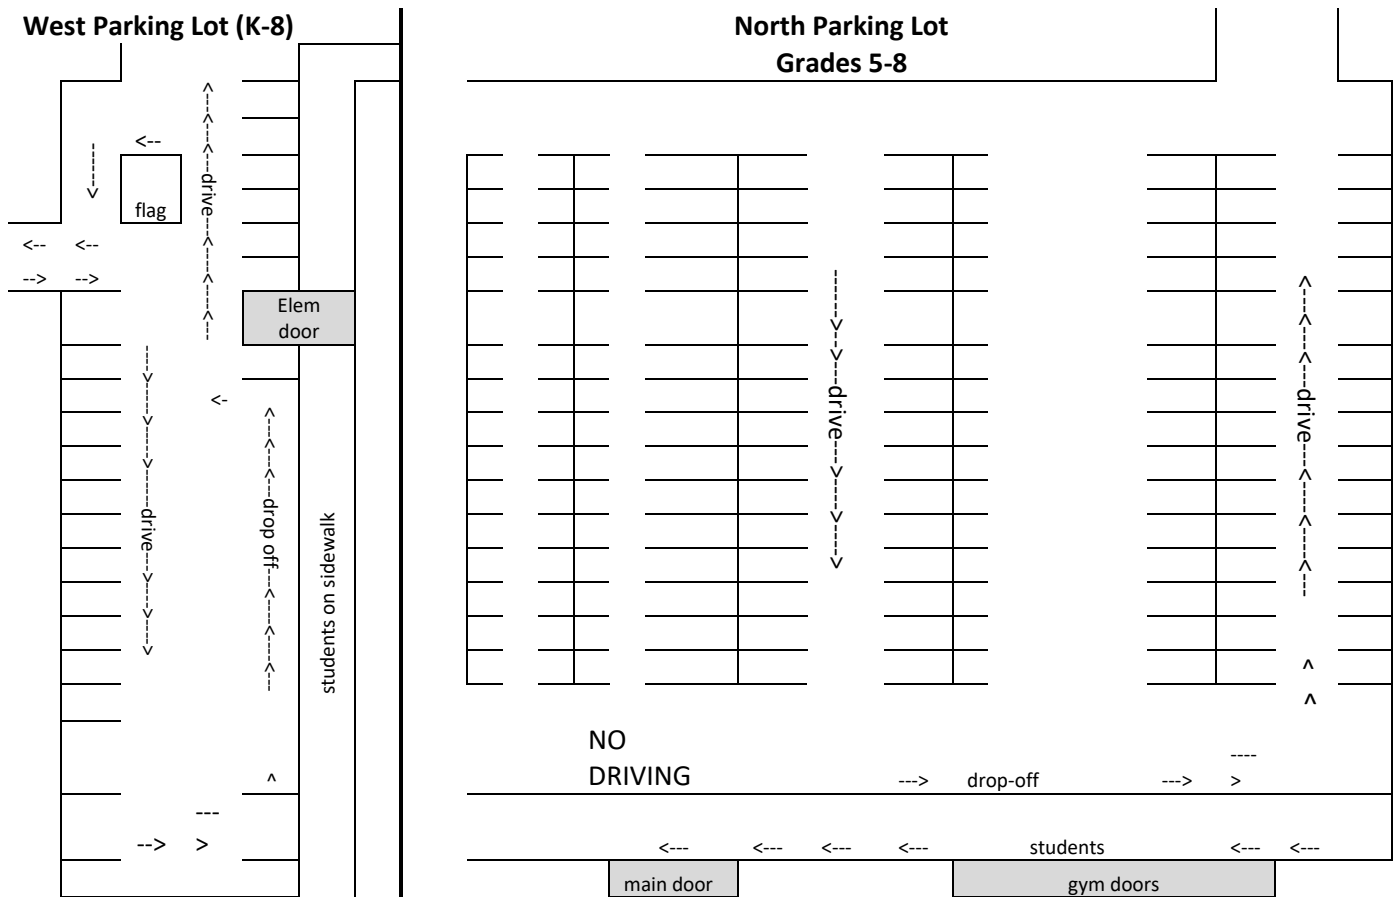 West Parking Lot (K-8)
<--
flag
<-- <--
--> -->
<-----<-----<-----<-----drive-----<-----<-----<
----->
Elem
door
<-
----->----->----->-----drive----->----->----->
-----<-----<-----<-----drop off-----<-----<-----<
students on sidewalk
^
---
--> >
North Parking Lot
Grades 5-8
----->----->-----drive----->----->----->
-----<-----<-----<-----drive-----<-----<-----<
^
^
NO
DRIVING
---> drop-off ---> ----
>
<--- <--- <--- <--- students <--- <---
main door
gym doors